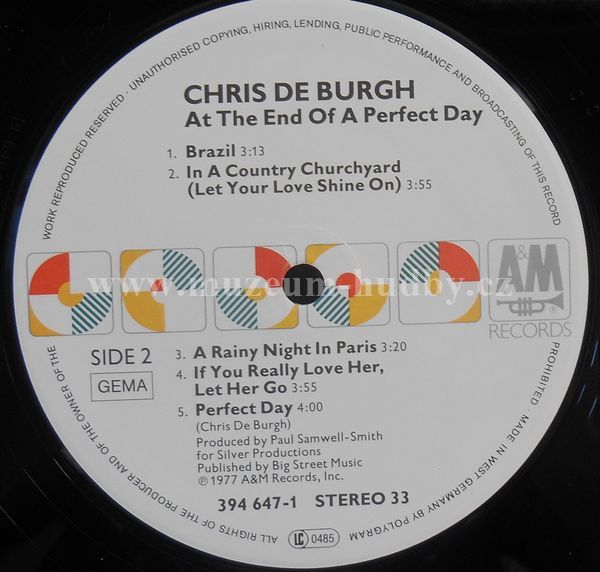 WORK REPRODUCED RESERVED · UNAUTHORISED COPYING, HIRING, LENDING, PUBLIC PERFORMANCE AND BROADCASTING OF THIS RECORD
CHRIS DE BURGH
At The End Of A Perfect Day
1. Brazil 3:13
2. In A Country Churchyard
(Let Your Love Shine On) 3:55
www.muzeum-hudby.cz
A&M
RECORDS
SIDE 2
GEMA
3. A Rainy Night In Paris 3:20
4. If You Really Love Her,
Let Her Go 3:55
5. Perfect Day 4:00
(Chris De Burgh)
Produced by Paul Samwell-Smith
for Silver Productions
Published by Big Street Music
℗ 1977 A&M Records, Inc.
394 647-1 STEREO 33
LC 0485
ALL RIGHTS OF THE PRODUCER AND OF THE OWNER OF THE
PROHIBITED · MADE IN WEST GERMANY BY POLYGRAM